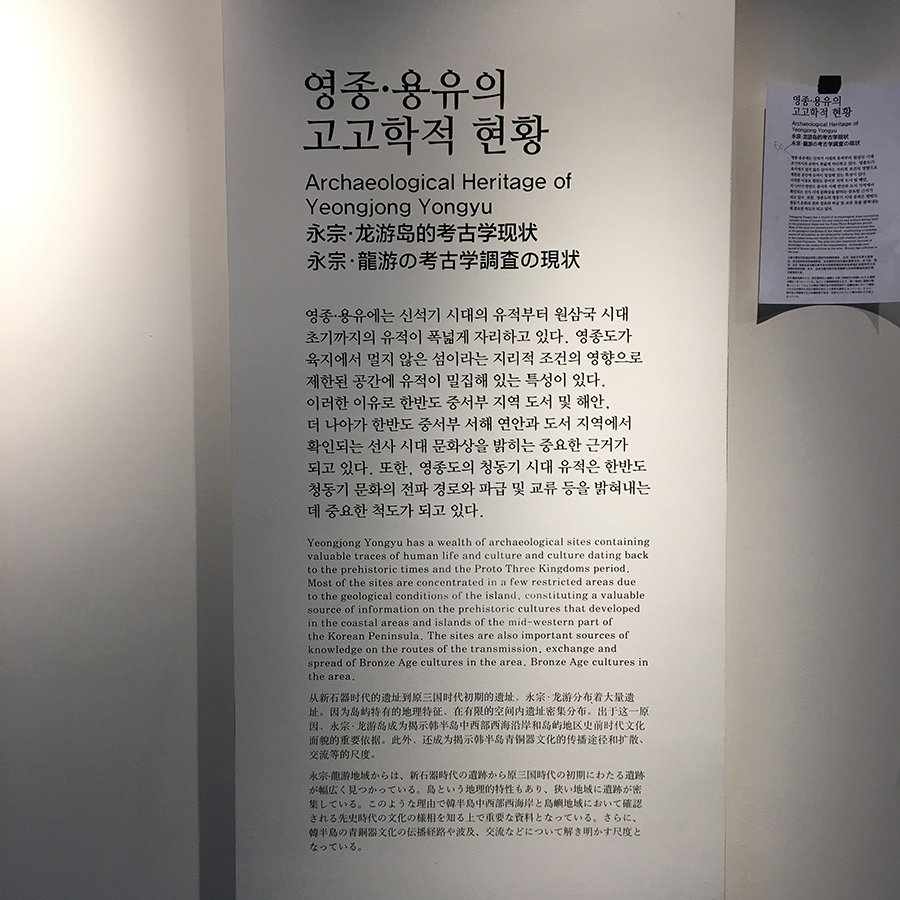 영종·용유의
고고학적 현황
Archaeological Heritage of
Yeongjong Yongyu
永宗·龙游岛的考古学现状
永宗·龍游の考古学調査の現状
영종·용유에는 신석기 시대의 유적부터 원삼국 시대
초기까지의 유적이 폭넓게 자리하고 있다. 영종도가
육지에서 멀지 않은 섬이라는 지리적 조건의 영향으로
제한된 공간에 유적이 밀집해 있는 특성이 있다.
이러한 이유로 한반도 중서부 지역 도서 및 해안,
더 나아가 한반도 중서부 서해 연안과 도서 지역에서
확인되는 선사 시대 문화상을 밝히는 중요한 근거가
되고 있다. 또한, 영종도의 청동기 시대 유적은 한반도
청동기 문화의 전파 경로와 파급 및 교류 등을 밝혀내는
데 중요한 척도가 되고 있다.
Yeongjong Yongyu has a wealth of archaeological sites containing
valuable traces of human life and culture and culture dating back
to the prehistoric times and the Proto Three Kingdoms period.
Most of the sites are concentrated in a few restricted areas due
to the geological conditions of the island, constituting a valuable
source of information on the prehistoric cultures that developed
in the coastal areas and islands of the mid-western part of
the Korean Peninsula. The sites are also important sources of
knowledge on the routes of the transmission, exchange and
spread of Bronze Age cultures in the area. Bronze Age cultures in
the area.
从新石器时代的遗址到原三国时代初期的遗址，永宗·龙游分布着大量遗
址。因为岛屿特有的地理特征，在有限的空间内遗址密集分布。出于这一原
因，永宗·龙游岛成为揭示韩半岛中西部西海沿岸和岛屿地区史前时代文化
面貌的重要依据。此外，还成为揭示韩半岛青铜器文化的传播途径和扩散、
交流等的尺度。
永宗·龍游地域からは、新石器時代の遺跡から原三国時代の初期にわたる遺跡
が幅広く見つかっている。島という地理的特性もあり、狭い地域に遺跡が密
集している。このような理由で韓半島中西部西海岸と島嶼地域において確認
される先史時代の文化の様相を知る上で重要な資料となっている。さらに、
韓半島の青銅器文化の伝播経路や波及、交流などについて解き明かす尺度と
なっている。
영종·용유의
고고학적 현황
Archaeological Heritage of
Yeongjong Yongyu
永宗·龙游岛的考古学现状
永宗·龍游の考古学調査の現状